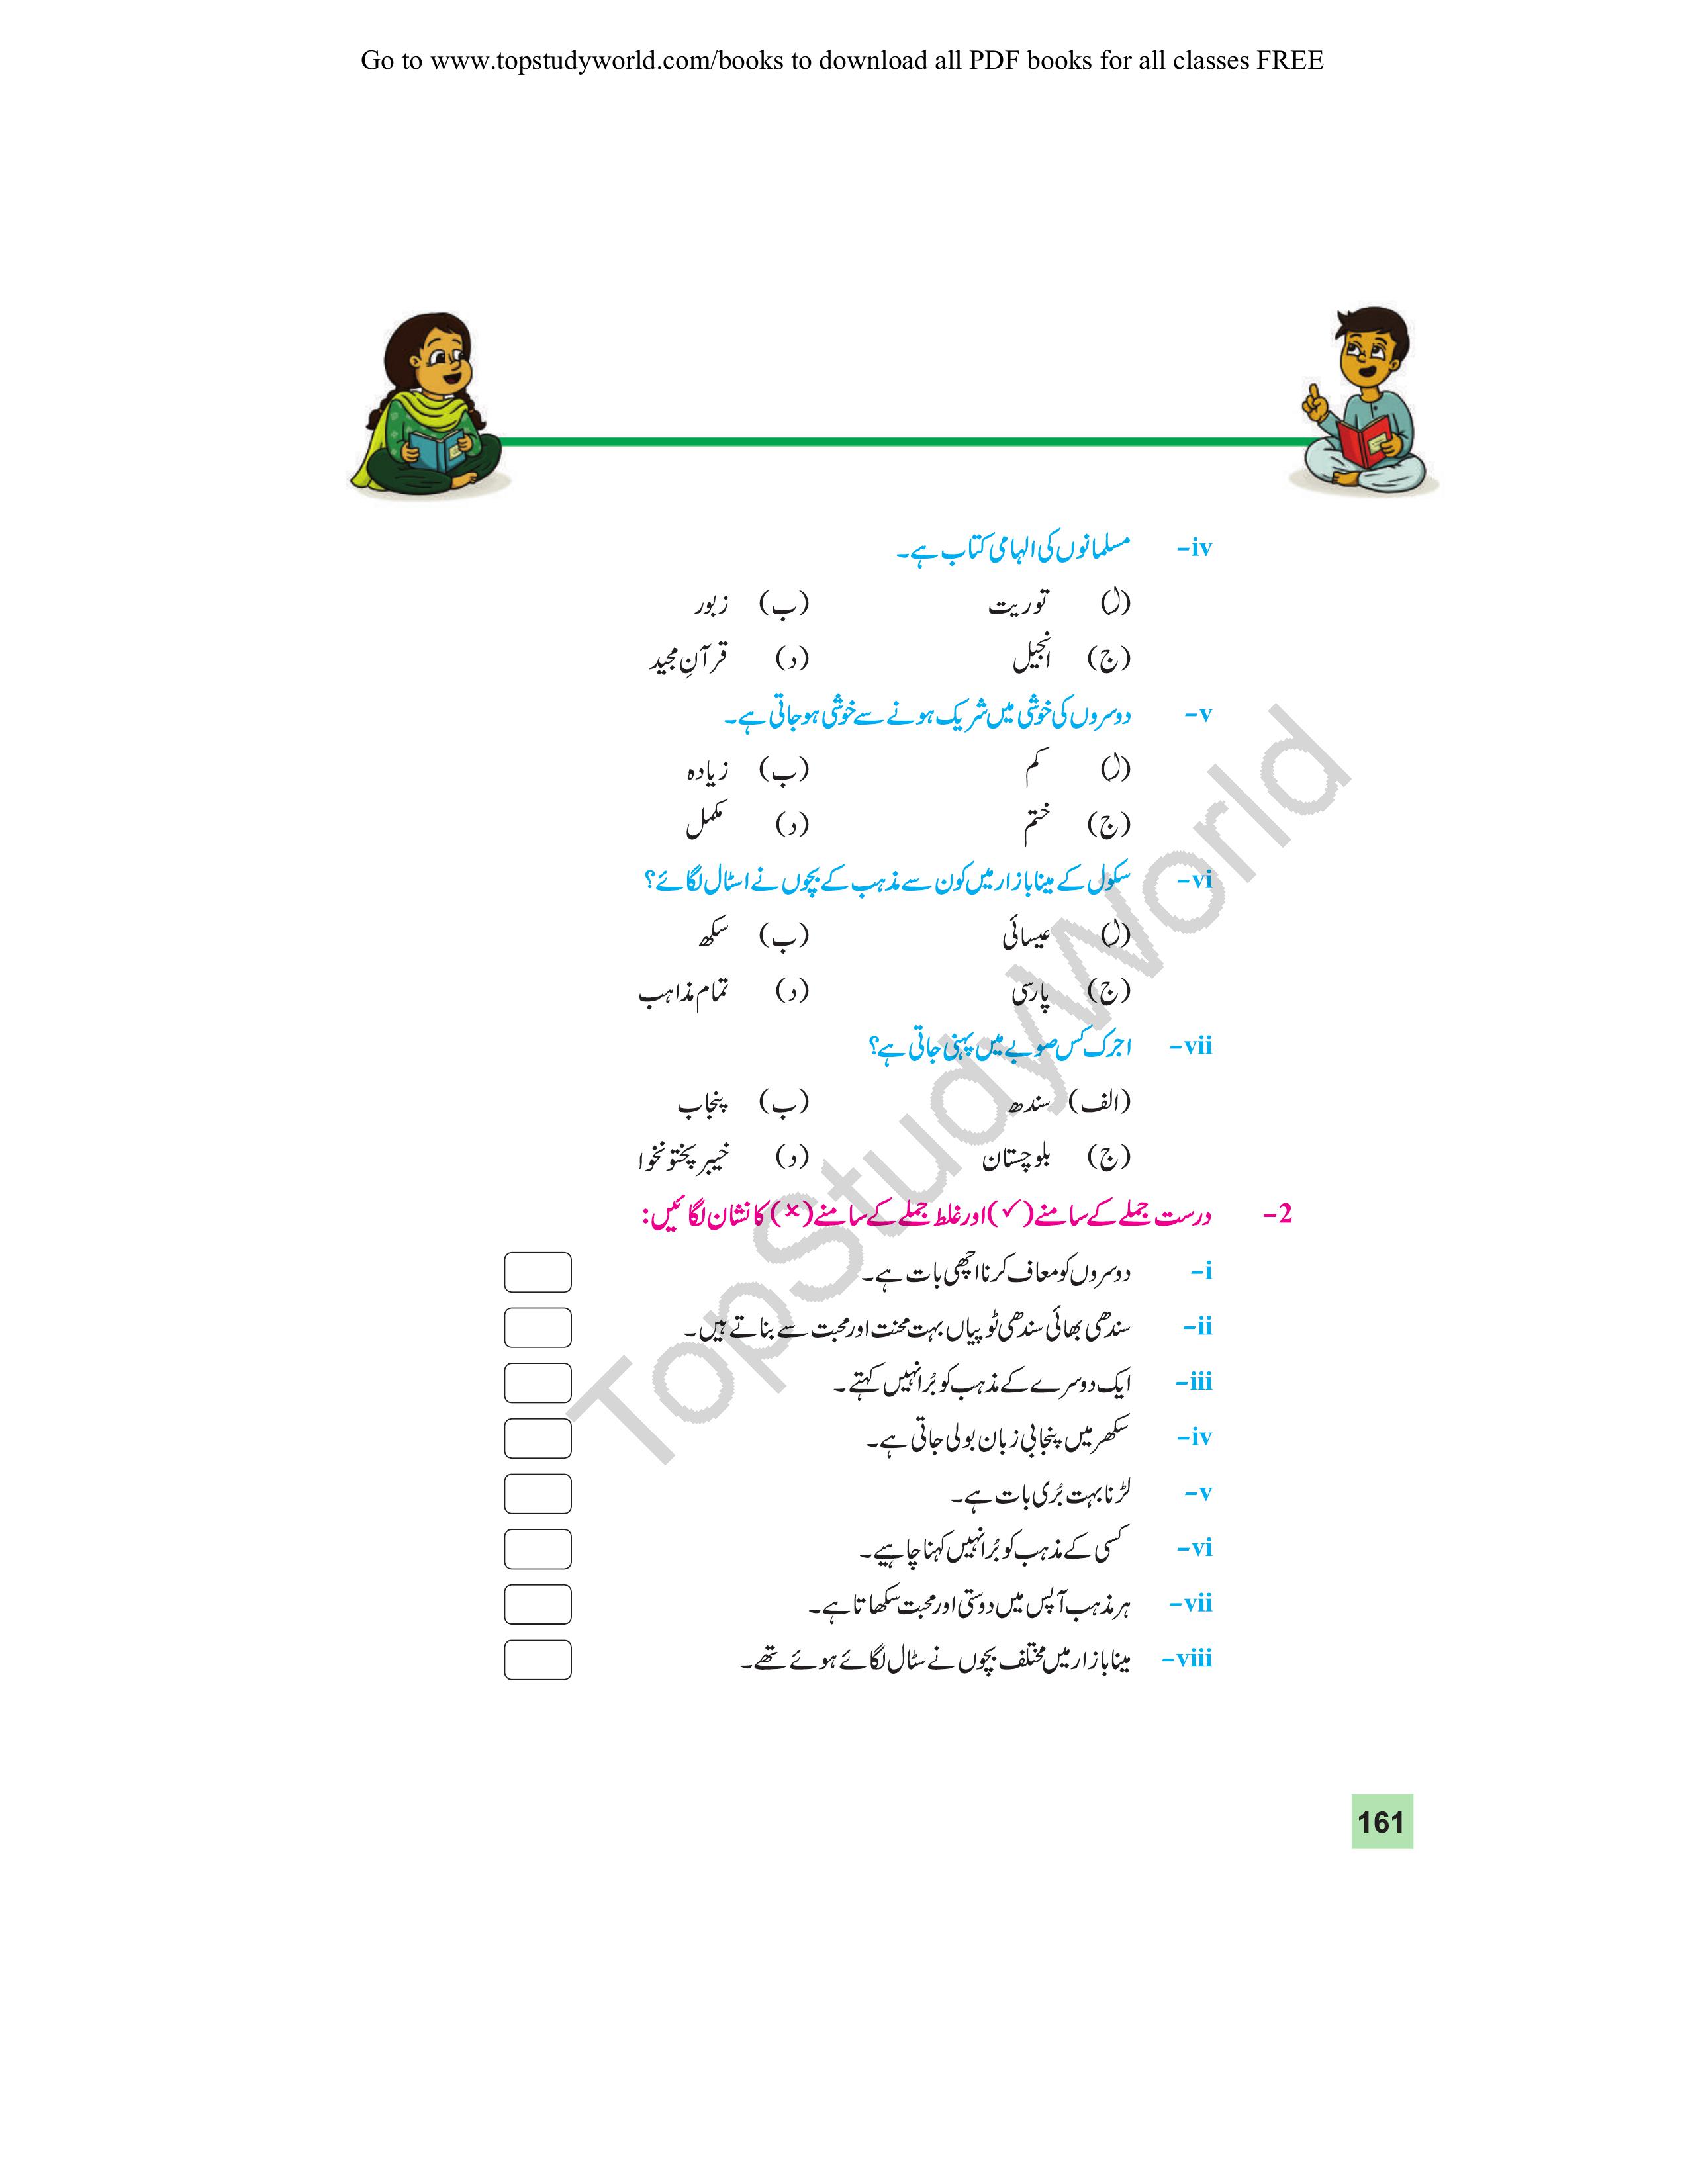 Go to www.topstudyworld.com/books to download all PDF books for all classes FREE
iv- مسلمانوں کی الہامی کتاب ہے۔
(ا) توریت (ب) زبور
(ج) انجیل (د) قرآنِ مجید
v- دوسروں کی خوشی میں شریک ہونے سے خوشی ہو جاتی ہے۔
(ا) کم (ب) زیادہ
(ج) ختم (د) مکمل
vi- سکول کے مینا بازار میں کون سے مذہب کے بچوں نے اسٹال لگائے؟
(ا) عیسائی (ب) سکھ
(ج) پارسی (د) تمام مذاہب
vii- اجرک کس صوبے میں پہنی جاتی ہے؟
(الف) سندھ (ب) پنجاب
(ج) بلوچستان (د) خیبر پختونخوا
2- درست جملے کے سامنے (✓) اور غلط جملے کے سامنے (×) کا نشان لگائیں:
i- دوسروں کو معاف کرنا اچھی بات ہے۔
ii- سندھی بھائی سندھی ٹوپیاں بہت محنت اور محبت سے بناتے ہیں۔
iii- ایک دوسرے کے مذہب کو بُرا نہیں کہتے۔
iv- سکھر میں پنجابی زبان بولی جاتی ہے۔
v- لڑنا بہت بُری بات ہے۔
vi- کسی کے مذہب کو بُرا نہیں کہنا چاہیے۔
vii- ہر مذہب آپس میں دوستی اور محبت سکھاتا ہے۔
viii- مینا بازار میں مختلف بچوں نے سٹال لگائے ہوئے تھے۔
TopStudyWorld
161